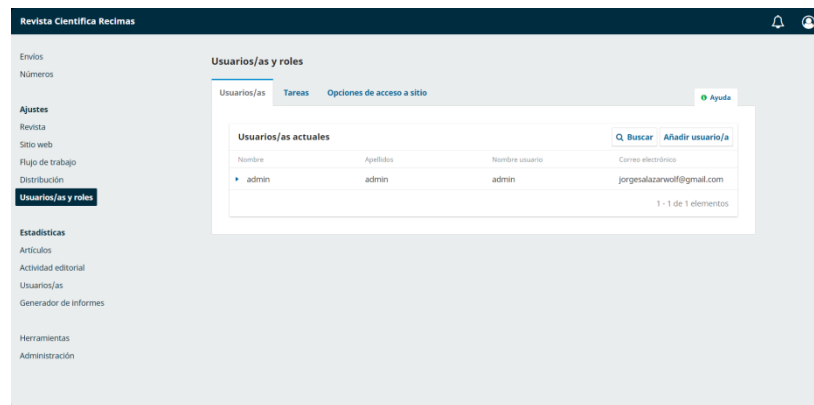 Revista Cientifica Recimas
Envíos
Números
Ajustes
Revista
Sitio web
Flujo de trabajo
Distribución
Usuarios/as y roles
Estadísticas
Artículos
Actividad editorial
Usuarios/as
Generador de informes
Herramientas
Administración
Usuarios/as y roles
Usuarios/as Tareas Opciones de acceso a sitio
Ayuda
Usuarios/as actuales Buscar Añadir usuario/a
Nombre Apellidos Nombre usuario Correo electrónico
admin admin admin jorgesalazarwolf@gmail.com
1 - 1 de 1 elementos